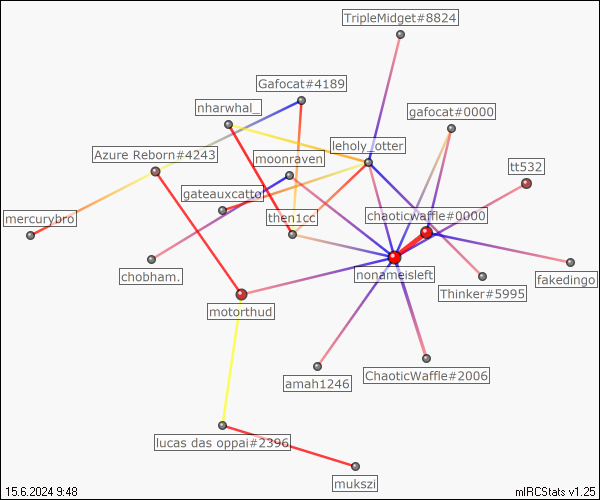 TripleMidget#8824
Gafocat#4189
nharwhal_
gafocat#0000
leholy_otter
Azure Reborn#4243
moonraven
tt532
gateauxcatto
chaoticwaffle#0000
mercurybro
then1cc
nonameisleft
chobham.
fakedingo
Thinker#5995
motorthud
amah1246
ChaoticWaffle#2006
lucas das oppai#2396
mukszi
15.6.2024 9:48
mIRCStats v1.25